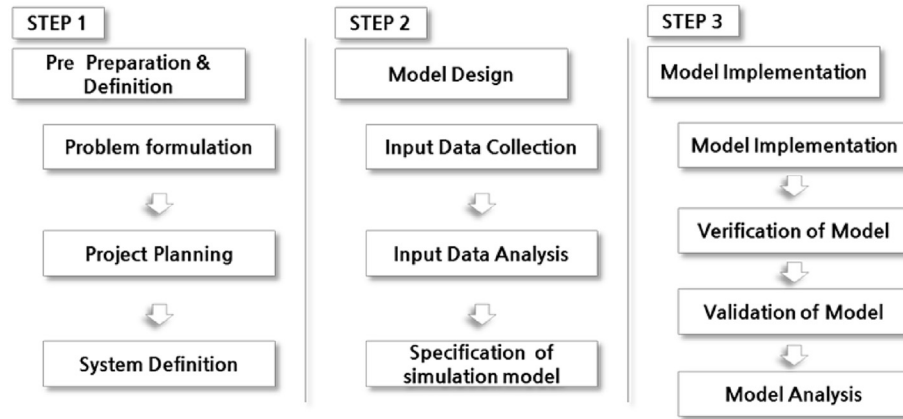 STEP 1
Pre Preparation &
Definition
Problem formulation
Project Planning
System Definition
STEP 2
Model Design
Input Data Collection
Input Data Analysis
Specification of
simulation model
STEP 3
Model Implementation
Model Implementation
Verification of Model
Validation of Model
Model Analysis